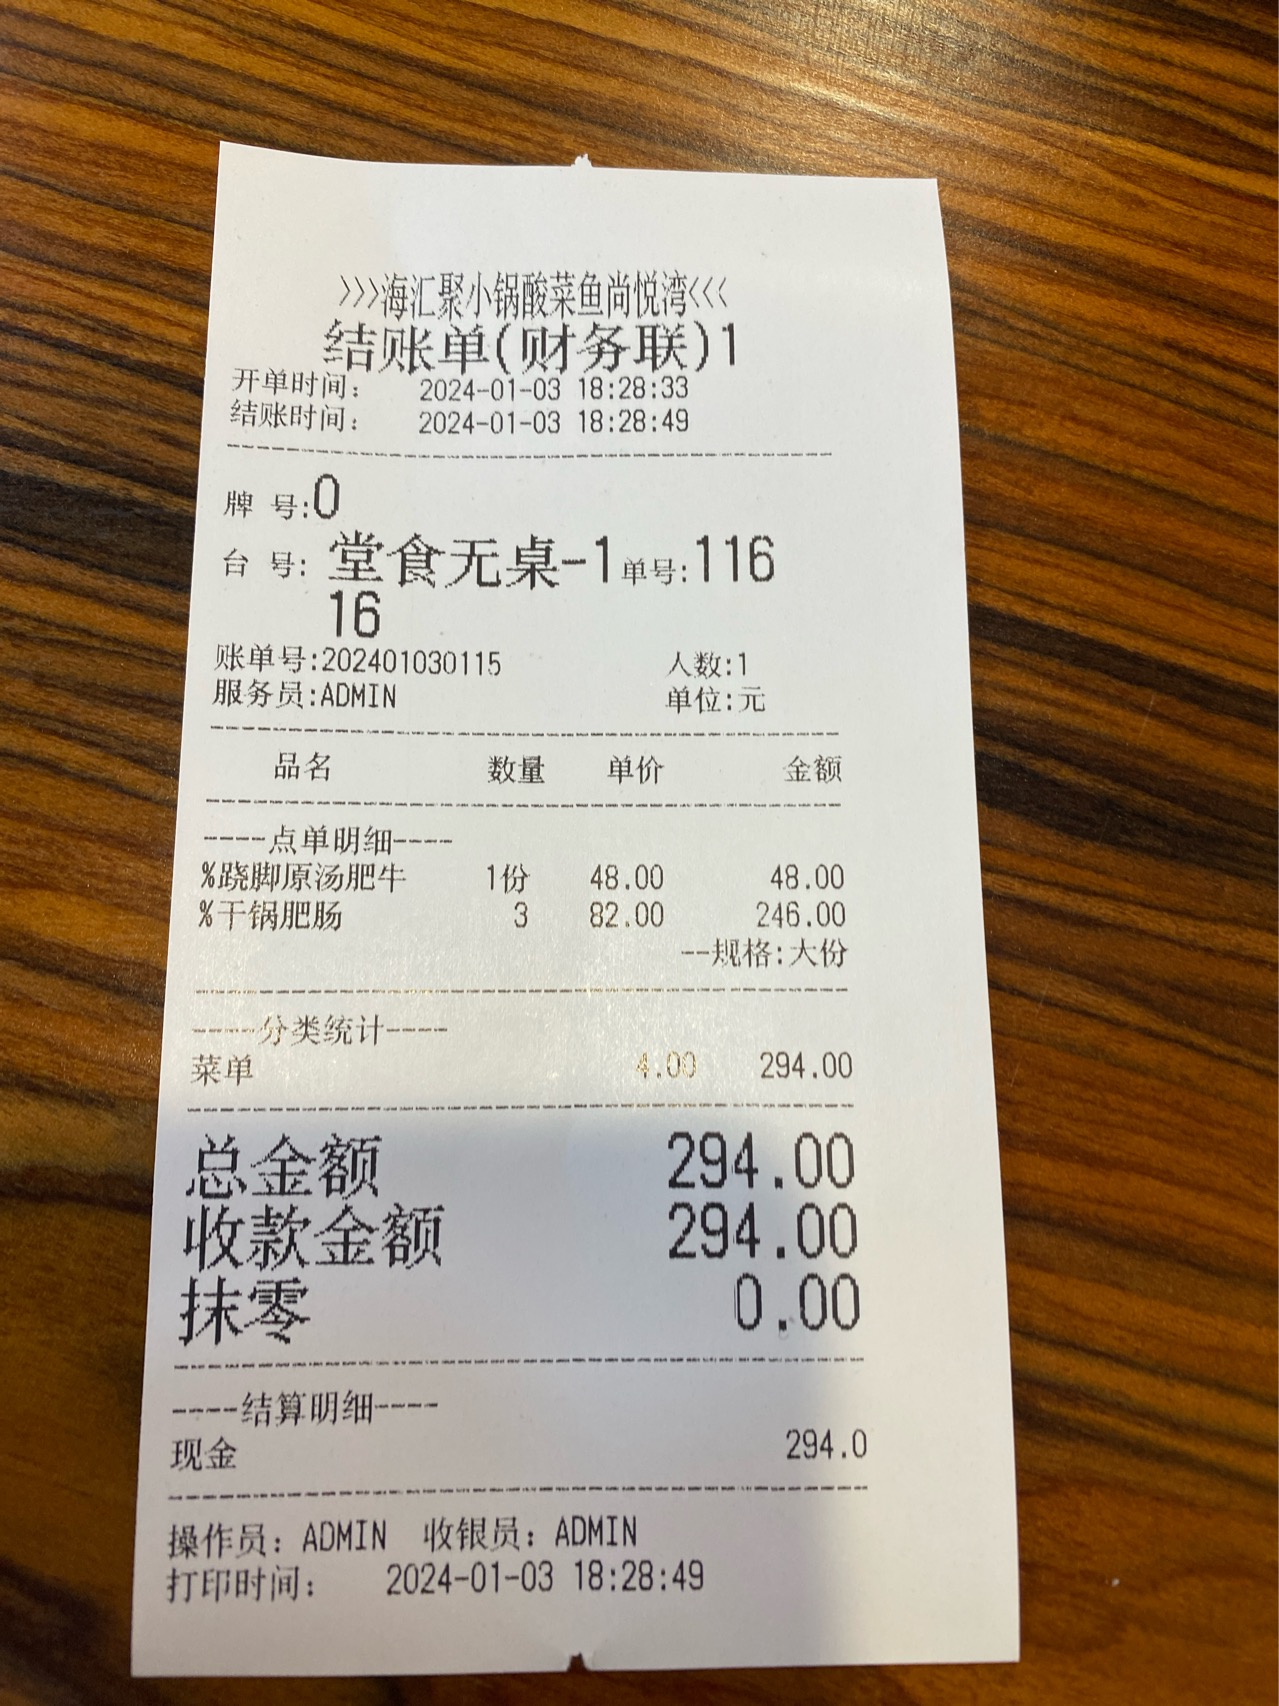 >>>海汇聚小锅酸菜鱼尚悦湾<<<
结账单(财务联)1
开单时间: 2024-01-03 18:28:33
结账时间: 2024-01-03 18:28:49
牌 号:0
台 号: 堂食无桌-1 单号:116
16
账单号:202401030115 人数:1
服务员:ADMIN 单位:元
品名 数量 单价 金额
----点单明细----
%跷脚原汤肥牛 1份 48.00 48.00
%干锅肥肠 3 82.00 246.00
--规格:大份
----分类统计----
菜单 4.00 294.00
总金额 294.00
收款金额 294.00
抹零 0.00
----结算明细----
现金 294.0
操作员: ADMIN 收银员: ADMIN
打印时间: 2024-01-03 18:28:49